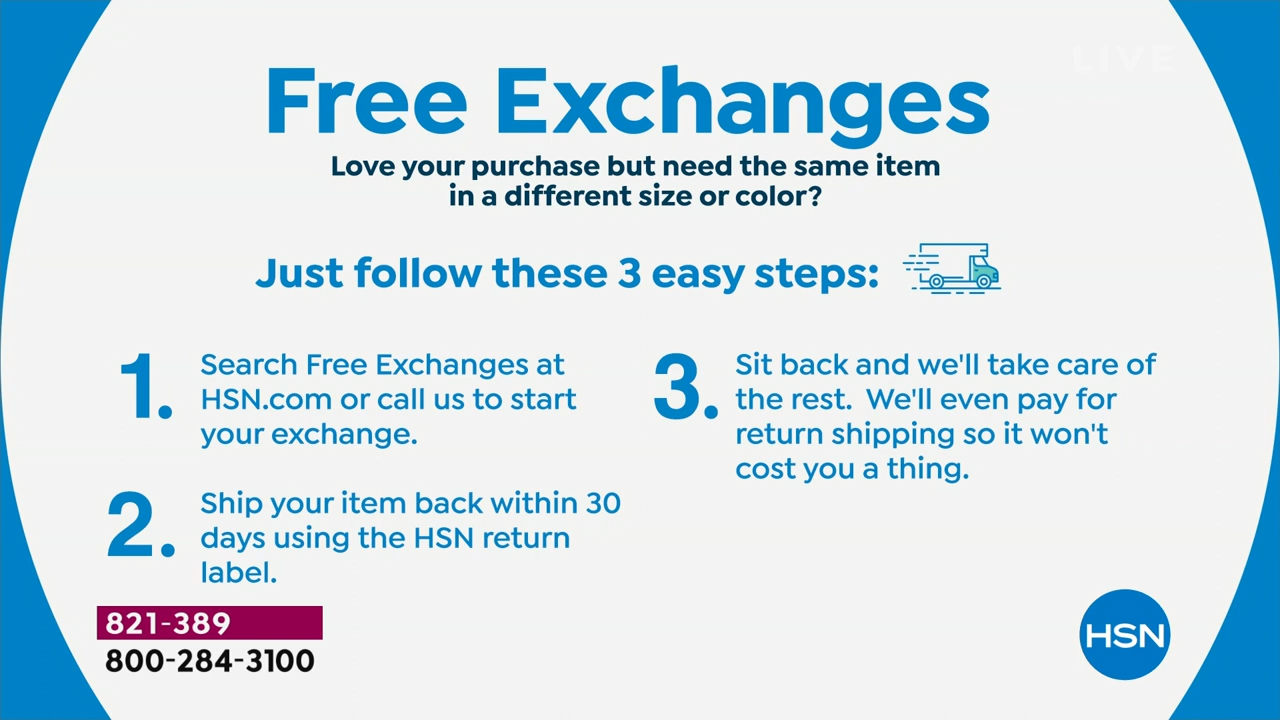 LIVE
Free Exchanges
Love your purchase but need the same item
in a different size or color?
Just follow these 3 easy steps:
1. Search Free Exchanges at
HSN.com or call us to start
your exchange.
2. Ship your item back within 30
days using the HSN return
label.
3. Sit back and we'll take care of
the rest. We'll even pay for
return shipping so it won't
cost you a thing.
821-389
800-284-3100
HSN